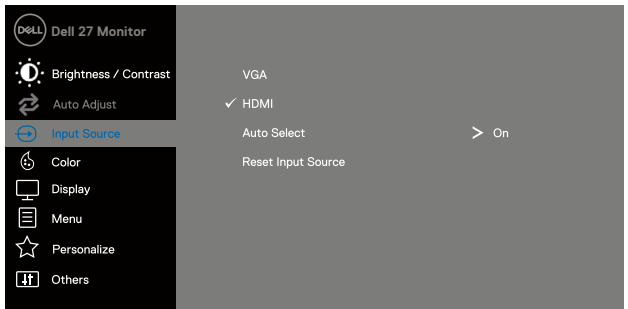 DELL Dell 27 Monitor
Brightness / Contrast
VGA
Auto Adjust
HDMI
Input Source
Auto Select > On
Color
Reset Input Source
Display
Menu
Personalize
Others